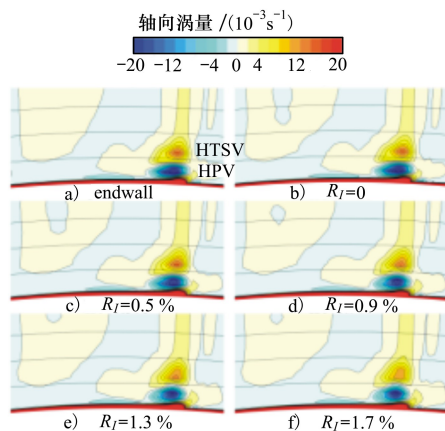 轴向涡量 /(10⁻³s⁻¹)
−20 −12 −4 0 4 12 20
HTSV
HPV
a) endwall b) R_I=0
c) R_I=0.5 % d) R_I=0.9 %
e) R_I=1.3 % f) R_I=1.7 %